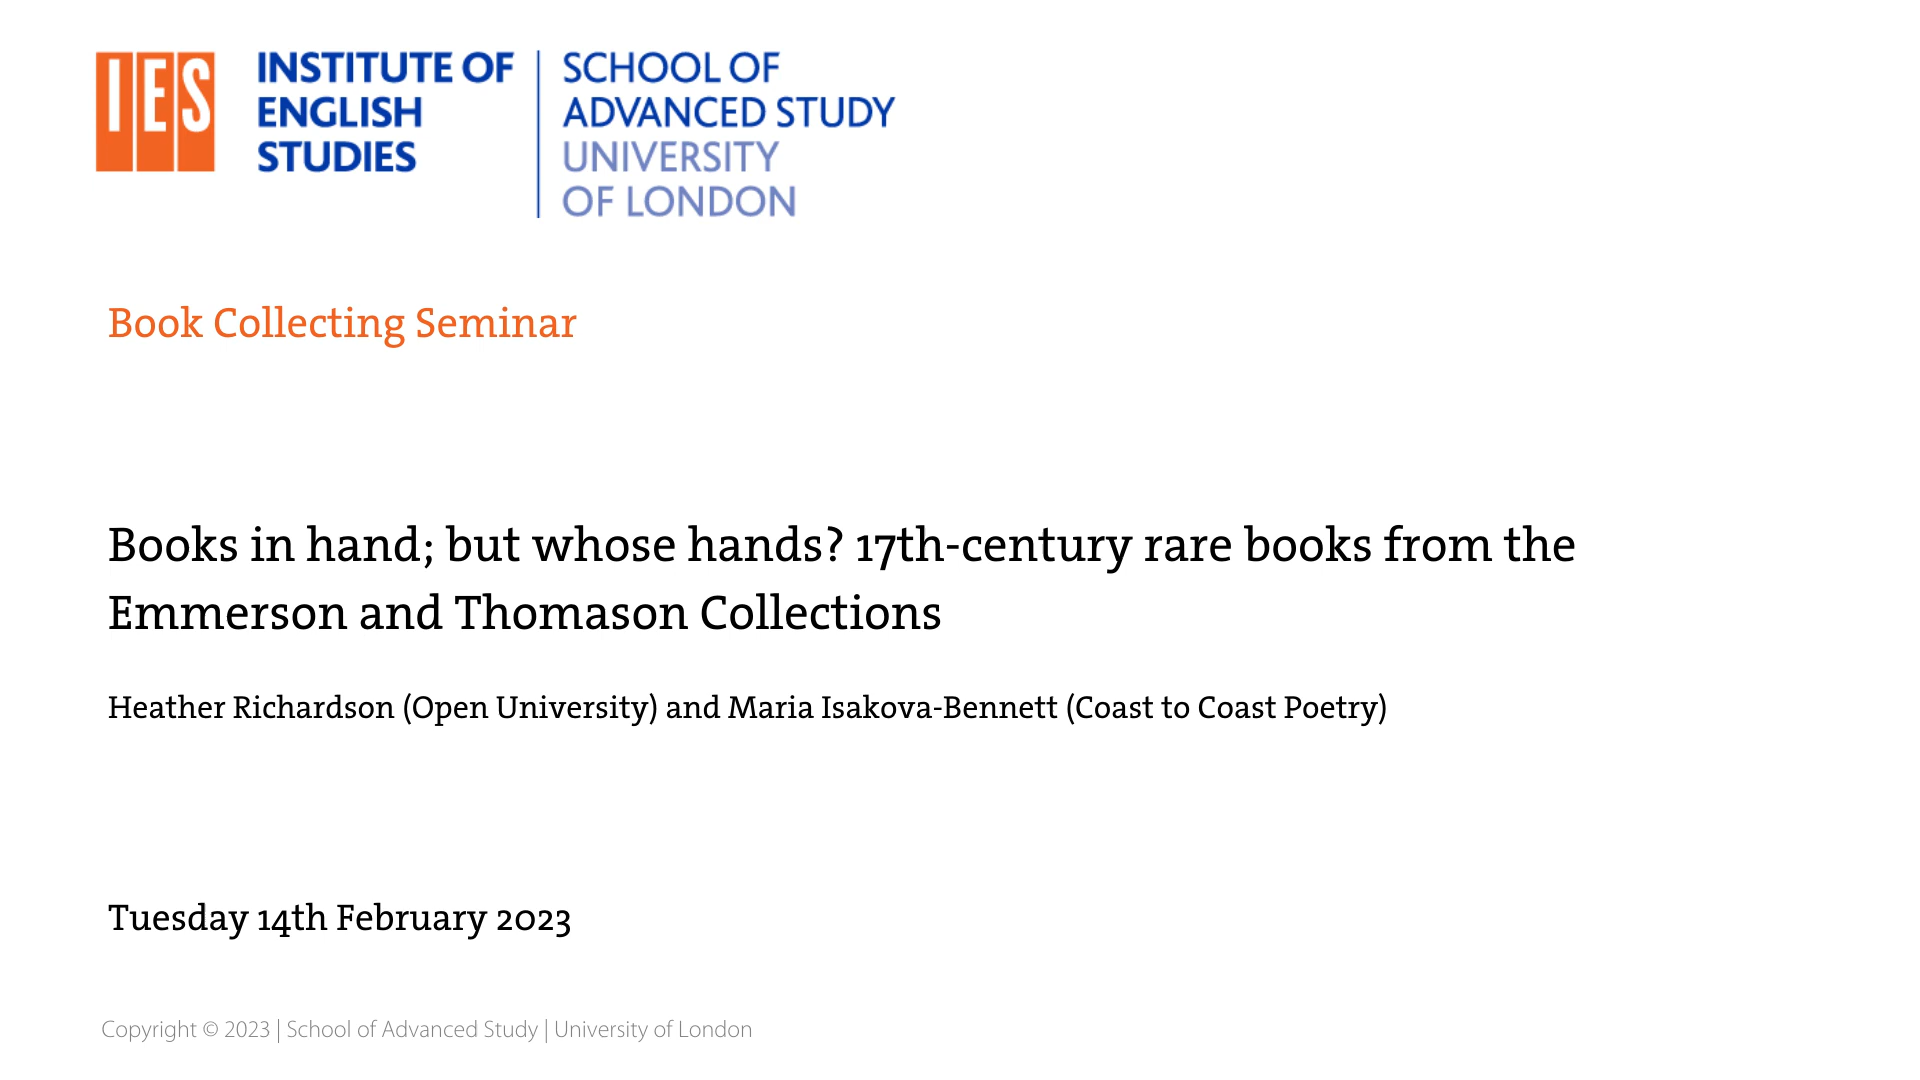 IES
INSTITUTE OF
ENGLISH
STUDIES
SCHOOL OF
ADVANCED STUDY
UNIVERSITY
OF LONDON
Book Collecting Seminar
Books in hand; but whose hands? 17th-century rare books from the
Emmerson and Thomason Collections
Heather Richardson (Open University) and Maria Isakova-Bennett (Coast to Coast Poetry)
Tuesday 14th February 2023
Copyright © 2023 | School of Advanced Study | University of London